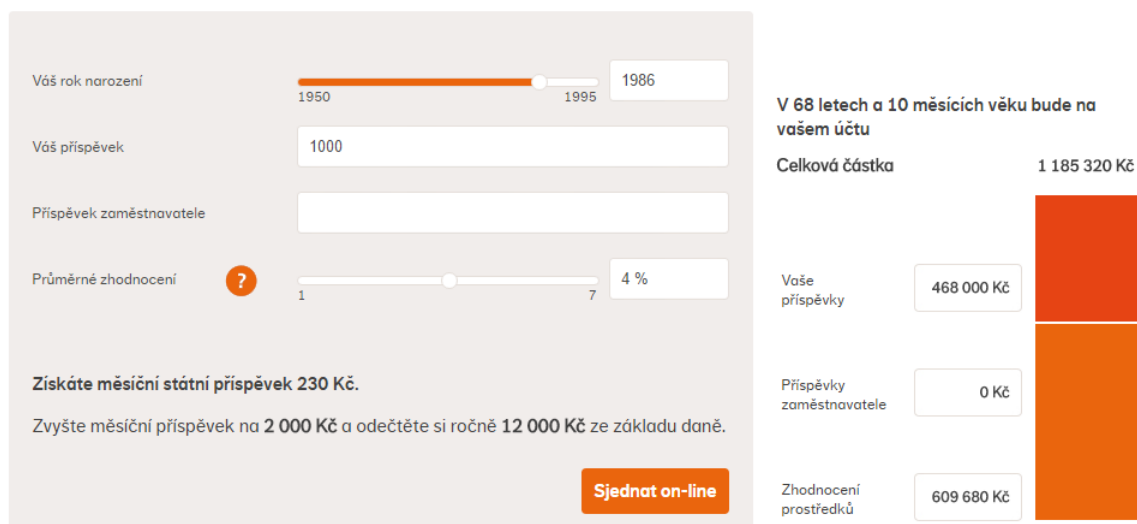 Váš rok narození
1986
1950
1995
Váš příspěvek
1000
Příspěvek zaměstnavatele
Průměrné zhodnocení
?
4 %
1
7
Získáte měsíční státní příspěvek 230 Kč.
Zvyšte měsíční příspěvek na 2 000 Kč a odečtěte si ročně 12 000 Kč ze základu daně.
Sjednat on-line
V 68 letech a 10 měsících věku bude na
vašem účtu
Celková částka
1 185 320 Kč
Vaše
příspěvky
468 000 Kč
Příspěvky
zaměstnavatele
0 Kč
Zhodnocení
prostředků
609 680 Kč